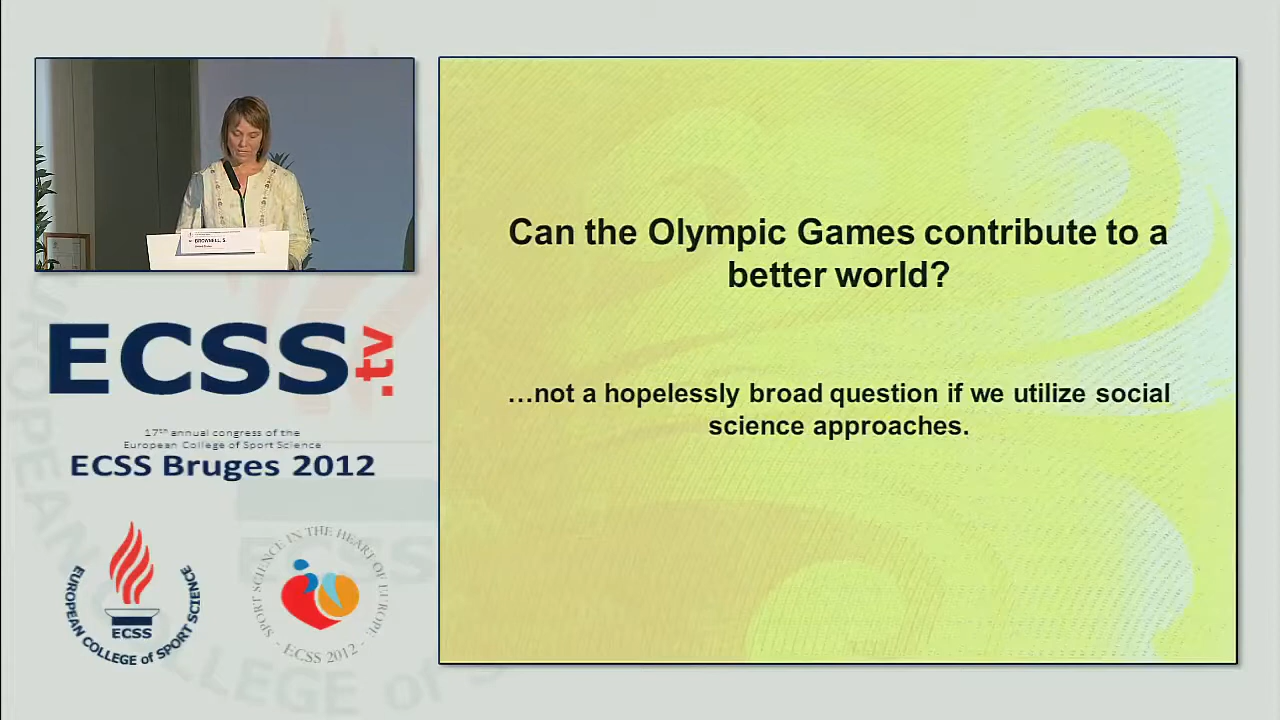 BROWNELL, S.
Can the Olympic Games contribute to a
better world?
…not a hopelessly broad question if we utilize social
science approaches.
ECSS.tv
17th annual congress of the
European College of Sport Science
ECSS Bruges 2012
EUROPEAN COLLEGE of SPORT SCIENCE
ECSS
SPORT SCIENCE IN THE HEART OF EUROPE
- ECSS 2012 -